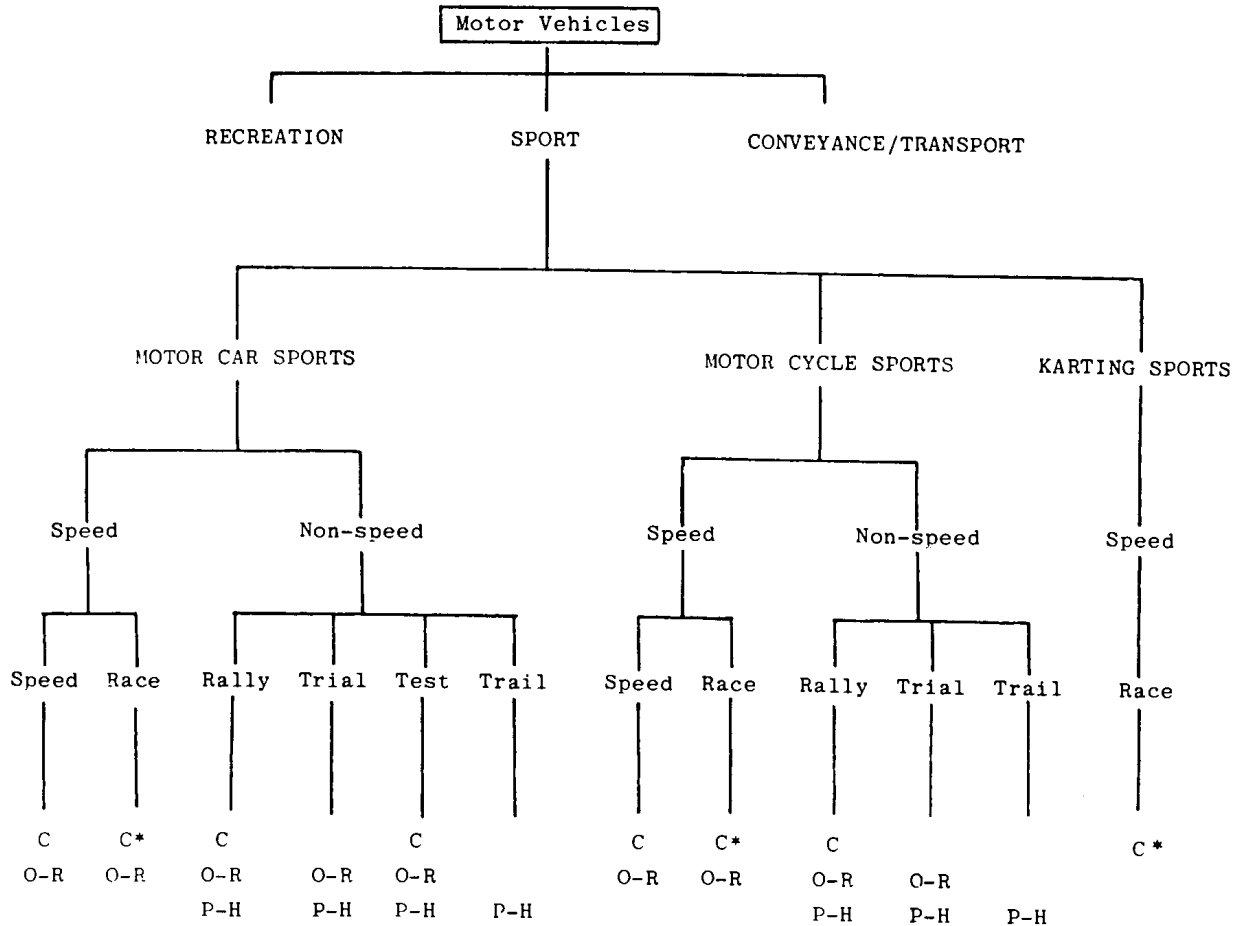 Motor Vehicles
RECREATION SPORT CONVEYANCE/TRANSPORT
MOTOR CAR SPORTS MOTOR CYCLE SPORTS KARTING SPORTS
Speed Non-speed Speed Non-speed Speed
Speed Race Rally Trial Test Trail Speed Race Rally Trial Trail Race
C C* C C C C* C C*
O-R O-R O-R O-R O-R O-R O-R O-R O-R
P-H P-H P-H P-H P-H P-H P-H